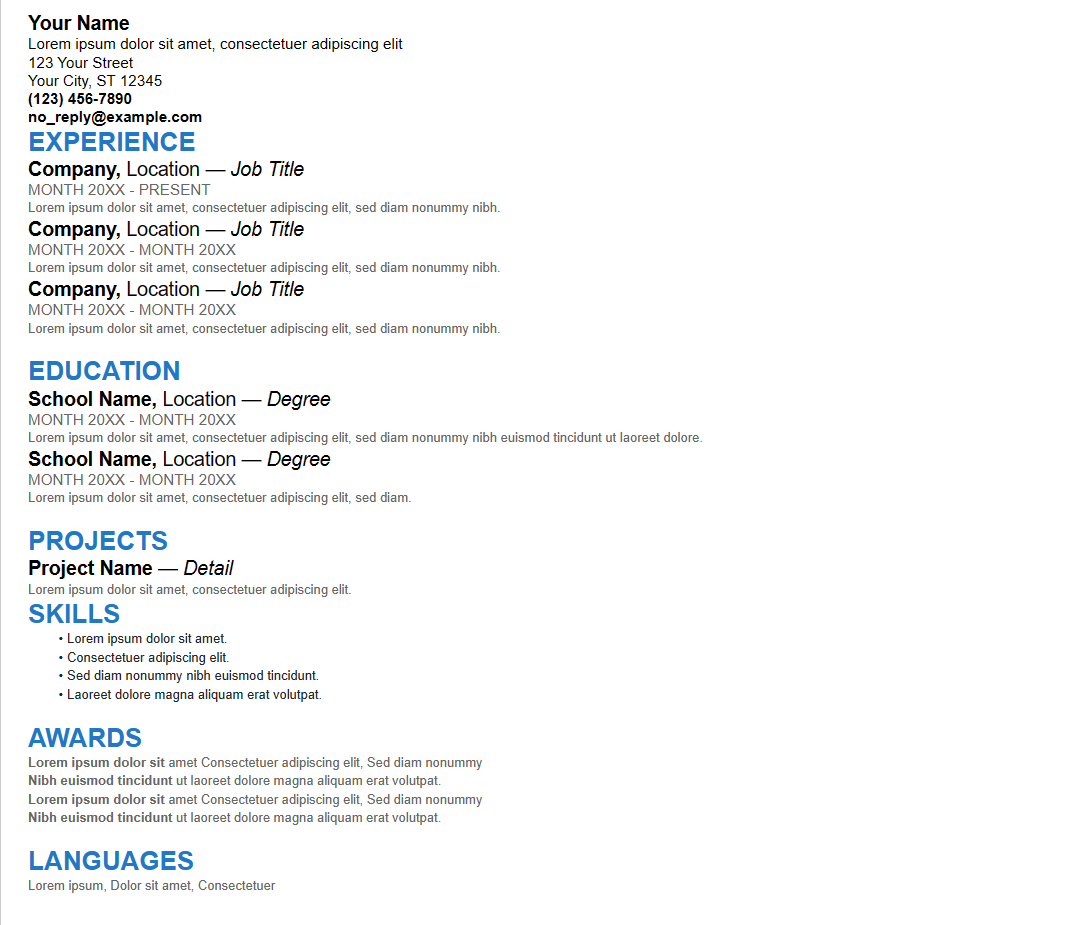 Your Name
Lorem ipsum dolor sit amet, consectetuer adipiscing elit
123 Your Street
Your City, ST 12345
(123) 456-7890
no_reply@example.com
EXPERIENCE
Company, Location — Job Title
MONTH 20XX - PRESENT
Lorem ipsum dolor sit amet, consectetuer adipiscing elit, sed diam nonummy nibh.
Company, Location — Job Title
MONTH 20XX - MONTH 20XX
Lorem ipsum dolor sit amet, consectetuer adipiscing elit, sed diam nonummy nibh.
Company, Location — Job Title
MONTH 20XX - MONTH 20XX
Lorem ipsum dolor sit amet, consectetuer adipiscing elit, sed diam nonummy nibh.
EDUCATION
School Name, Location — Degree
MONTH 20XX - MONTH 20XX
Lorem ipsum dolor sit amet, consectetuer adipiscing elit, sed diam nonummy nibh euismod tincidunt ut laoreet dolore.
School Name, Location — Degree
MONTH 20XX - MONTH 20XX
Lorem ipsum dolor sit amet, consectetuer adipiscing elit, sed diam.
PROJECTS
Project Name — Detail
Lorem ipsum dolor sit amet, consectetuer adipiscing elit.
SKILLS
• Lorem ipsum dolor sit amet.
• Consectetuer adipiscing elit.
• Sed diam nonummy nibh euismod tincidunt.
• Laoreet dolore magna aliquam erat volutpat.
AWARDS
Lorem ipsum dolor sit amet Consectetuer adipiscing elit, Sed diam nonummy
Nibh euismod tincidunt ut laoreet dolore magna aliquam erat volutpat.
Lorem ipsum dolor sit amet Consectetuer adipiscing elit, Sed diam nonummy
Nibh euismod tincidunt ut laoreet dolore magna aliquam erat volutpat.
LANGUAGES
Lorem ipsum, Dolor sit amet, Consectetuer